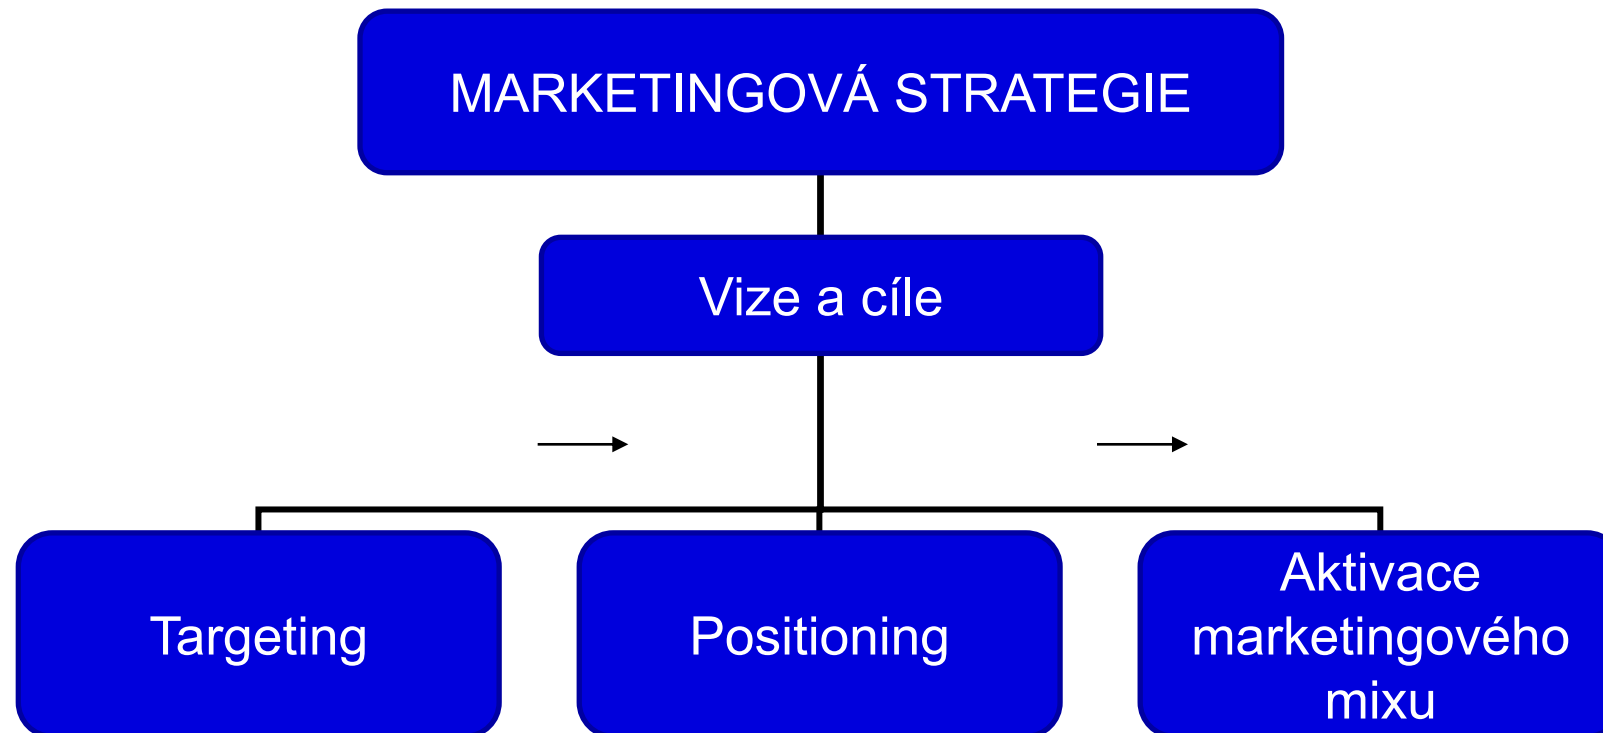 MARKETINGOVÁ STRATEGIE
Vize a cíle
Targeting
Positioning
Aktivace
marketingového
mixu